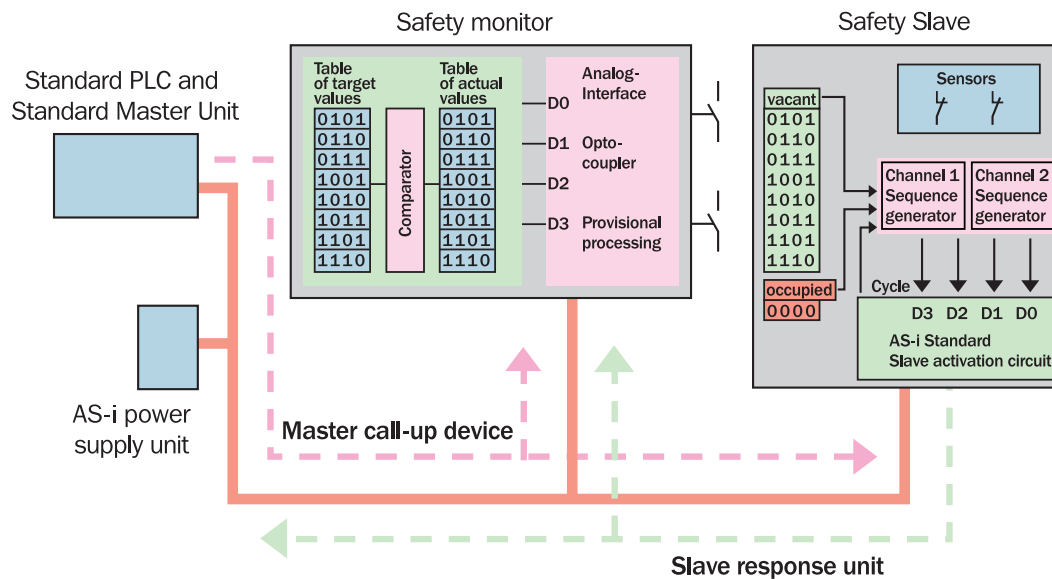 Safety monitor
Safety Slave
Standard PLC and
Standard Master Unit
AS-i power
supply unit
Table
of target
values
0101
0110
0111
1001
1010
1011
1101
1110
Comparator
Table
of actual
values
0101
0110
0111
1001
1010
1011
1101
1110
D0
D1
D2
D3
Analog-
Interface
Opto-
coupler
Provisional
processing
vacant
0101
0110
0111
1001
1010
1011
1101
1110
occupied
0000
Sensors
Channel 1
Sequence
generator
Channel 2
Sequence
generator
Cycle
D3 D2 D1 D0
AS-i Standard
Slave activation circuit
Master call-up device
Slave response unit